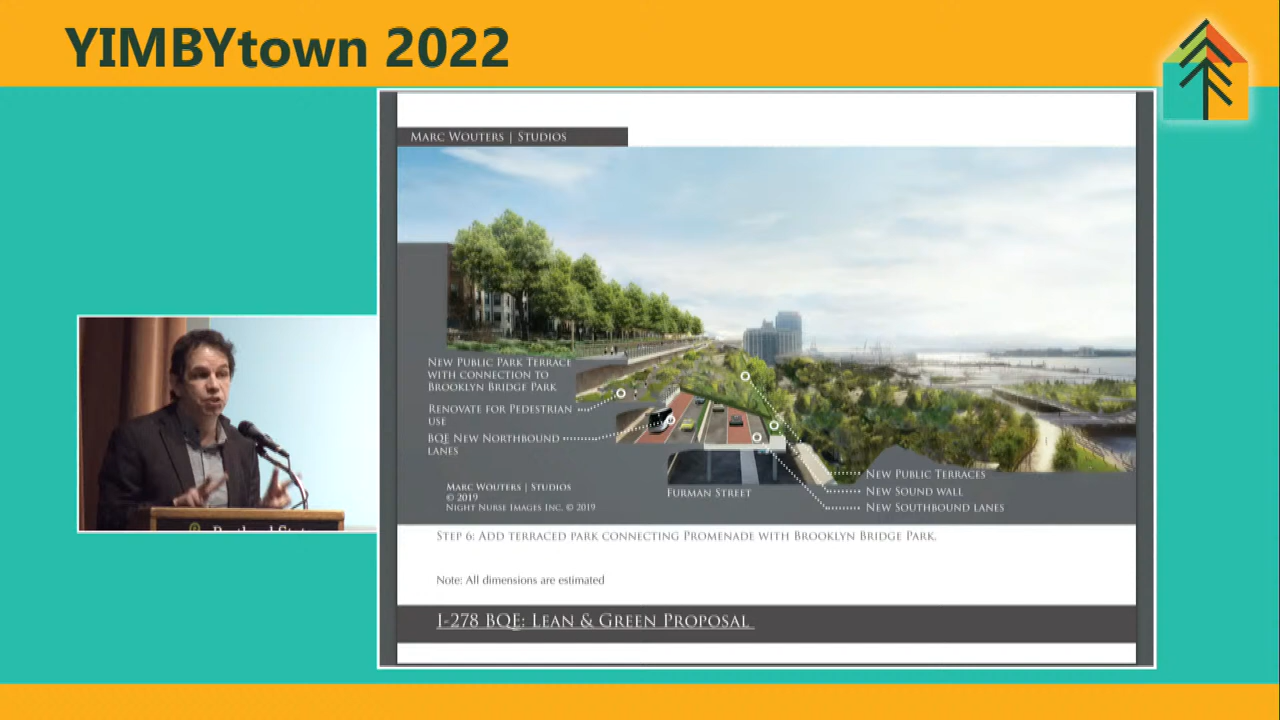 YIMBYtown 2022
Marc Wouters | Studios
New Public Park Terrace
with connection to
Brooklyn Bridge Park
Renovate for Pedestrian
use
BQE New Northbound
lanes
Marc Wouters | Studios
© 2019
Night Nurse Images Inc. © 2019
Furman Street
New Public Terraces
New Sound wall
New Southbound lanes
Step 6: Add terraced park connecting Promenade with Brooklyn Bridge Park.
Note: All dimensions are estimated
I-278 BQE: Lean & Green Proposal